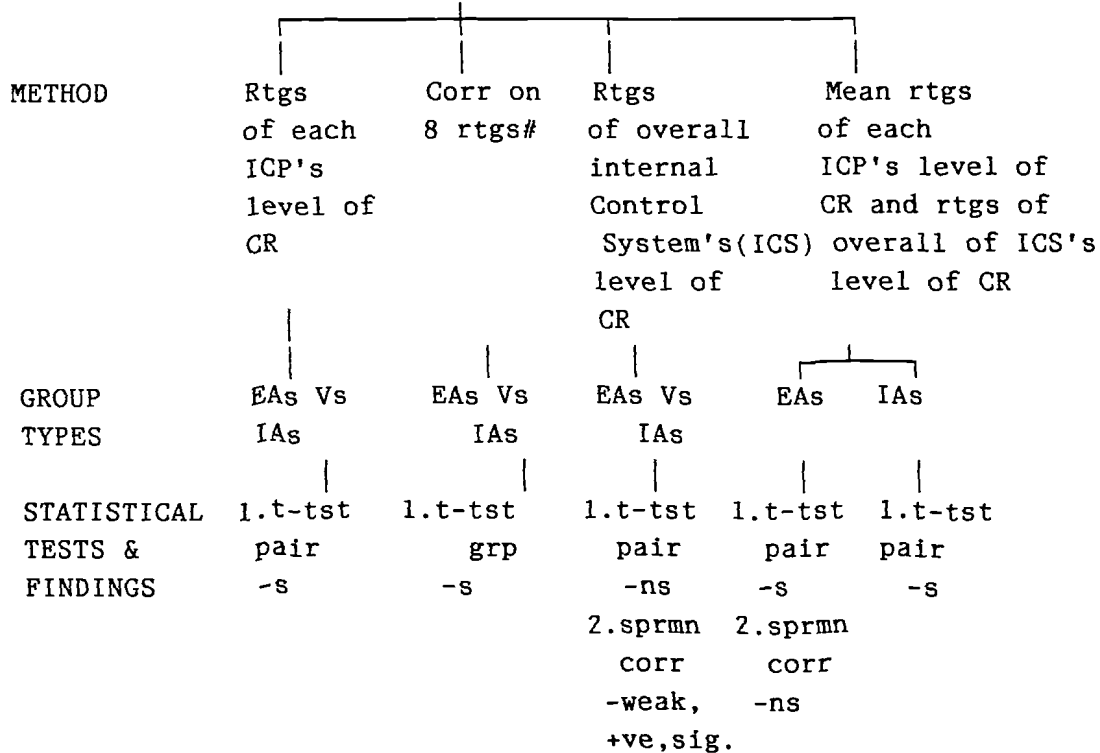 METHOD Rtgs Corr on Rtgs Mean rtgs
of each 8 rtgs# of overall of each
ICP's internal ICP's level of
level of Control CR and rtgs of
CR System's(ICS) overall of ICS's
level of level of CR
CR
GROUP EAs Vs EAs Vs EAs Vs EAs IAs
TYPES IAs IAs IAs
STATISTICAL 1.t-tst 1.t-tst 1.t-tst 1.t-tst 1.t-tst
TESTS & pair grp pair pair pair
FINDINGS -s -s -ns -s -s
2.sprmn 2.sprmn
corr corr
-weak, -ns
+ve,sig.